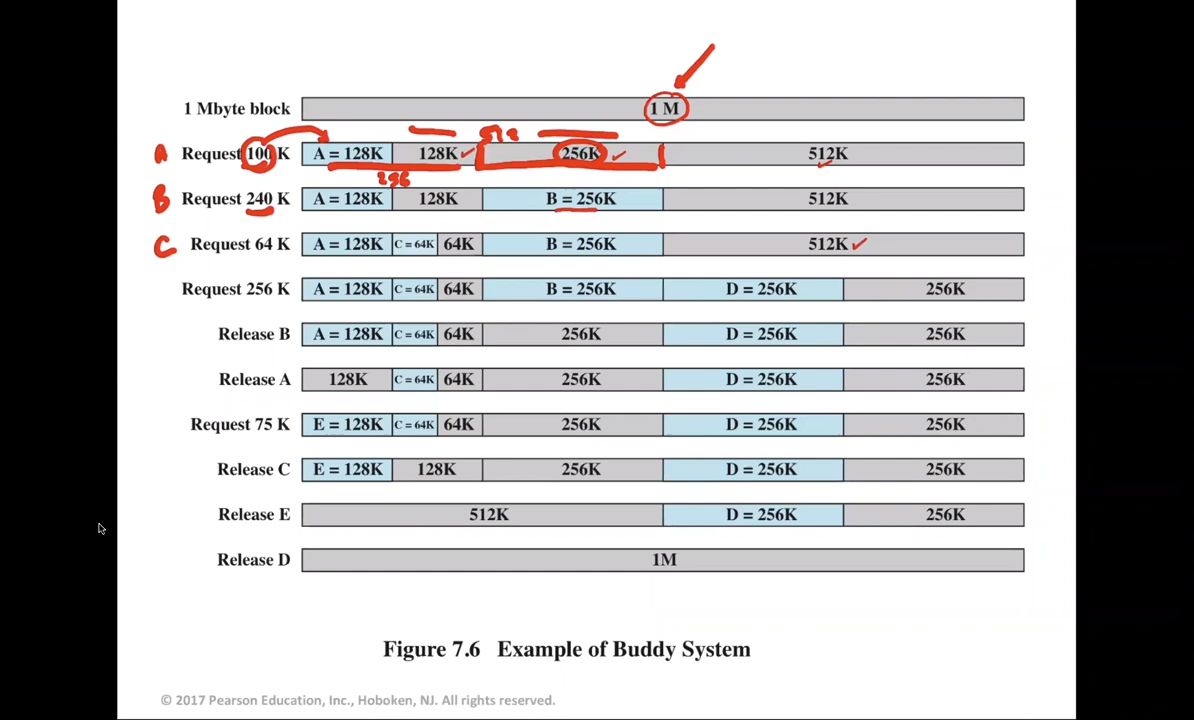 1 Mbyte block 1 M
512
A Request 100 K A = 128K 128K 256K 512K
256
B Request 240 K A = 128K 128K B = 256K 512K
C Request 64 K A = 128K C = 64K 64K B = 256K 512K
Request 256 K A = 128K C = 64K 64K B = 256K D = 256K 256K
Release B A = 128K C = 64K 64K 256K D = 256K 256K
Release A 128K C = 64K 64K 256K D = 256K 256K
Request 75 K E = 128K C = 64K 64K 256K D = 256K 256K
Release C E = 128K 128K 256K D = 256K 256K
Release E 512K D = 256K 256K
Release D 1M
Figure 7.6 Example of Buddy System
© 2017 Pearson Education, Inc., Hoboken, NJ. All rights reserved.